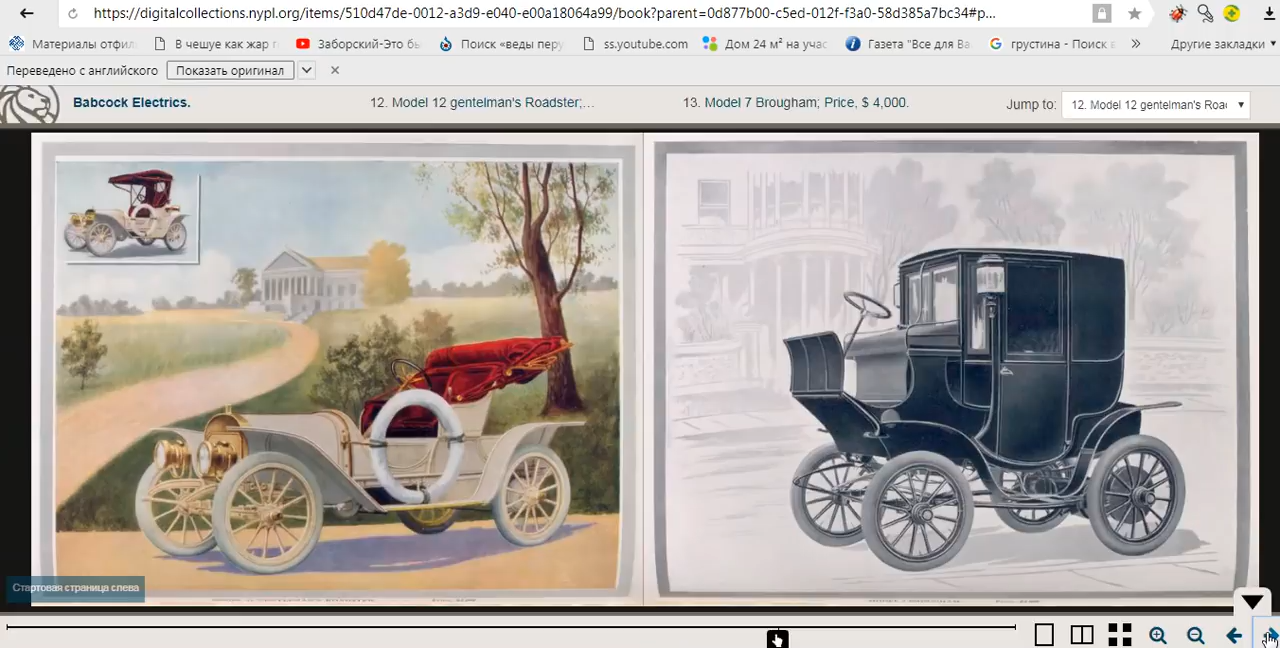 https://digitalcollections.nypl.org/items/510d47de-0012-a3d9-e040-e00a18064a99/book?parent=0d877b00-c5ed-012f-f3a0-58d385a7bc34#p...
Материалы отфил
В чешуе как жар г
Заборский-Это бы
Поиск «веды перу
ss.youtube.com
Дом 24 м² на учас
Газета "Все для Ва
грустина - Поиск в
Другие закладки
Переведено с английского
Показать оригинал
Babcock Electrics.
12. Model 12 gentelman's Roadster;...
13. Model 7 Brougham; Price, $ 4,000.
Jump to:
12. Model 12 gentelman's Road
Стартовая страница слева